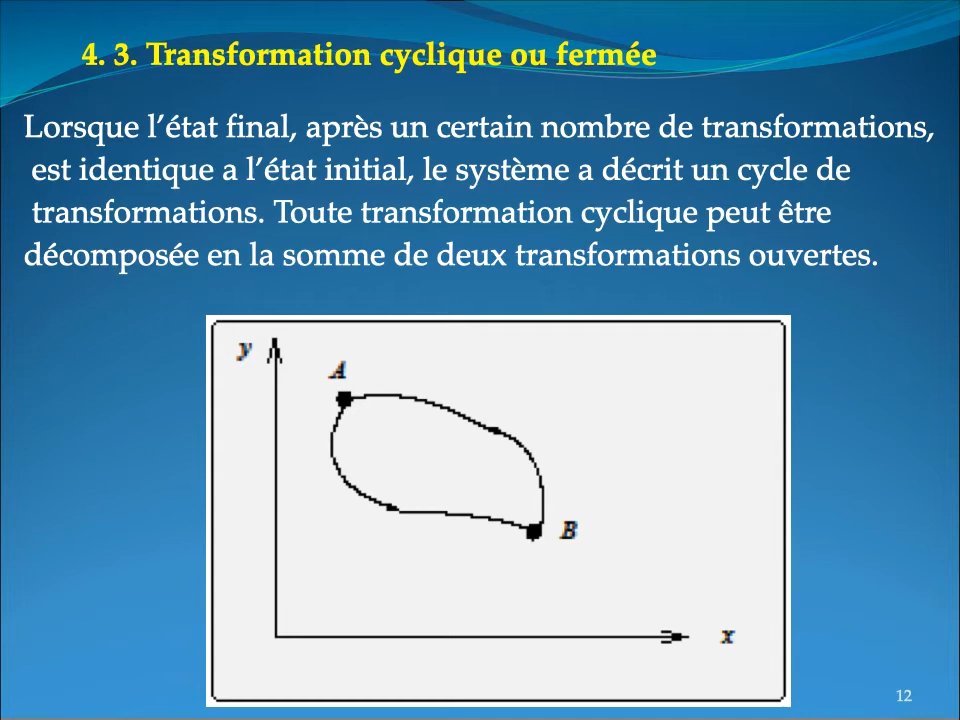 4. 3. Transformation cyclique ou fermée
Lorsque l’état final, après un certain nombre de transformations,
est identique a l’état initial, le système a décrit un cycle de
transformations. Toute transformation cyclique peut être
décomposée en la somme de deux transformations ouvertes.
y
A
B
x
12